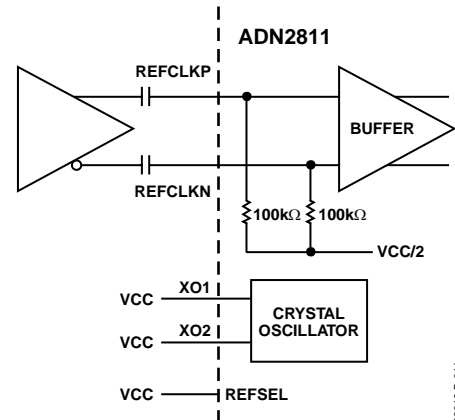 ADN2811
REFCLKP
BUFFER
REFCLKN
100kΩ
100kΩ
VCC/2
VCC
XO1
CRYSTAL
OSCILLATOR
VCC
XO2
VCC
REFSEL